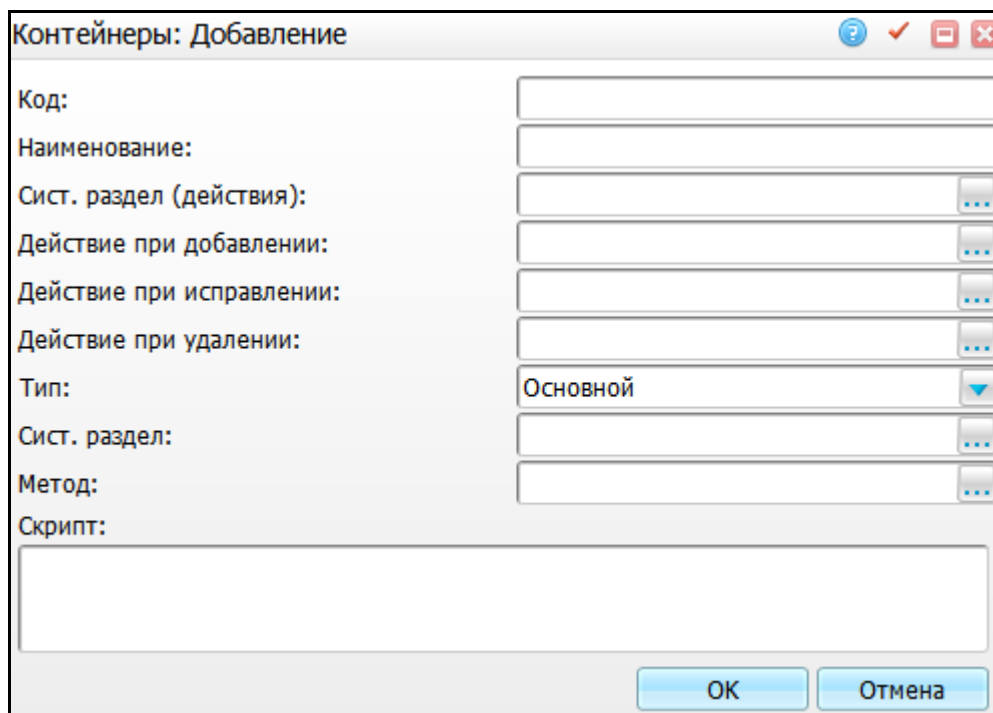 Контейнеры: Добавление
Код:
Наименование:
Сист. раздел (действия):
Действие при добавлении:
Действие при исправлении:
Действие при удалении:
Тип: Основной
Сист. раздел:
Метод:
Скрипт:
OK Отмена